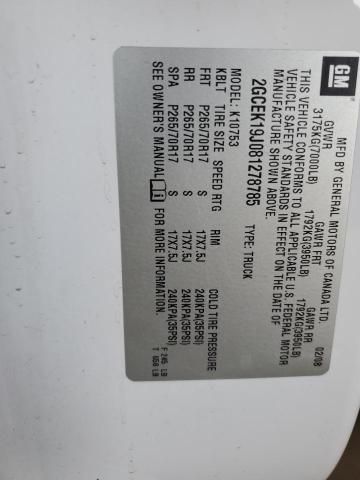 GM
MFD BY GENERAL MOTORS OF CANADA LTD. 02/08
GVWR GAWR FRT GAWR RR
3175KG(7000LB) 1792KG(3950LB) 1792KG(3950LB)
THIS VEHICLE CONFORMS TO ALL APPLICABLE U.S. FEDERAL MOTOR
VEHICLE SAFETY STANDARDS IN EFFECT ON THE DATE OF
MANUFACTURE SHOWN ABOVE.
2GCEK19J081278785 TYPE: TRUCK
K10753
KBLT TIRE SIZE SPEED RTG RIM COLD TIRE PRESSURE
FRT P265/70R17 S 17X7.5J 240KPA(35PSI)
RR P265/70R17 S 17X7.5J 240KPA(35PSI)
SPA P265/70R17 S 17X7.5J 240KPA(35PSI)
SEE OWNER'S MANUAL FOR MORE INFORMATION. F 245 LB
T 658 LB